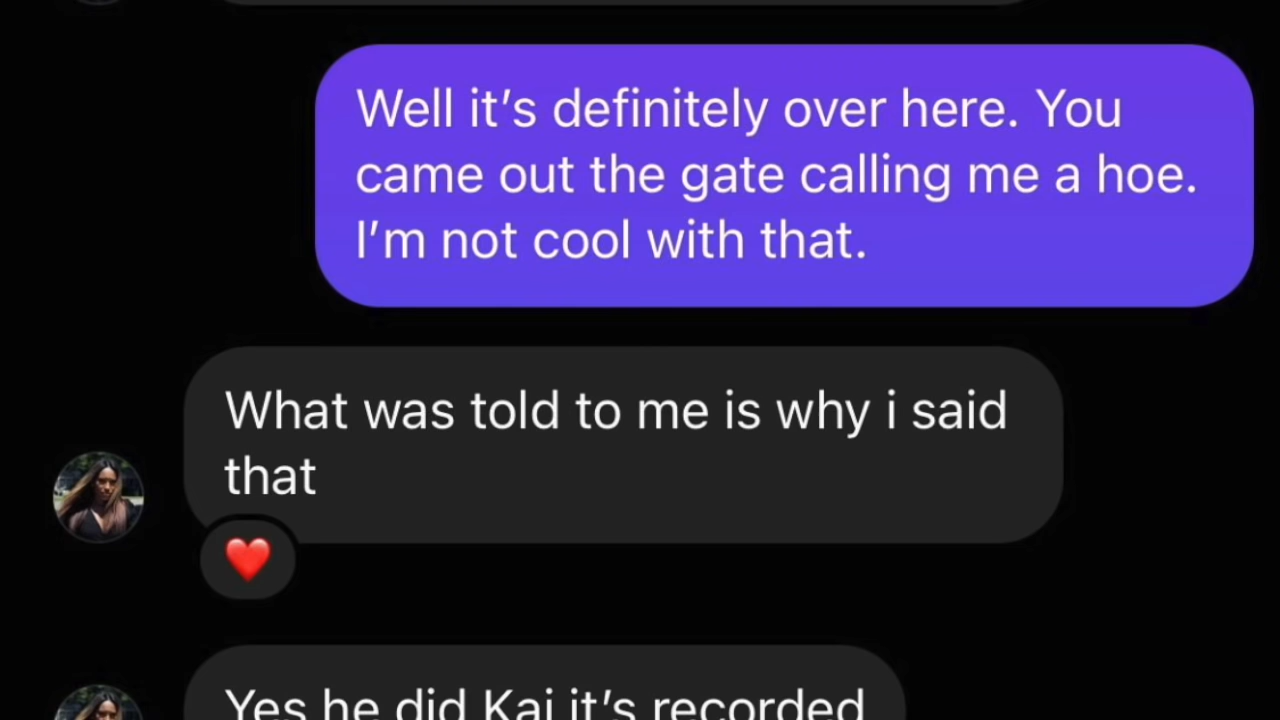 Well it's definitely over here. You
came out the gate calling me a hoe.
I'm not cool with that.
What was told to me is why i said
that
Yes he did Kai it's recorded